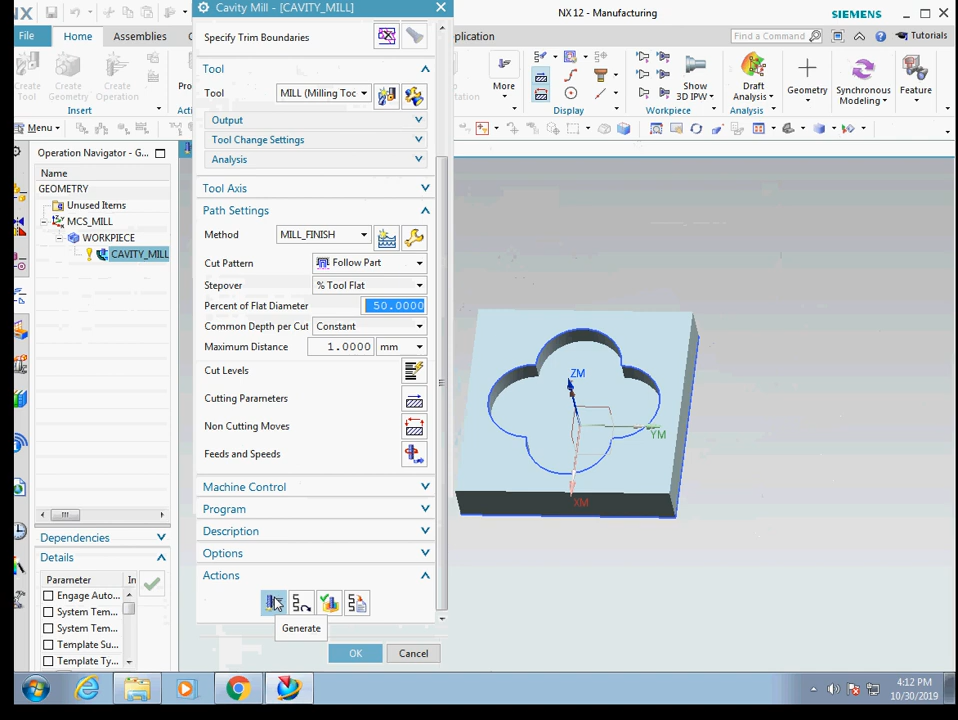 NX
Cavity Mill - [CAVITY_MILL]
NX 12 - Manufacturing
SIEMENS
File
Home
Assemblies
plication
Find a Command
Tutorials
Create
Tool
Create
Geometry
Create
Operation
Insert
More
Display
Show
3D IPW
Workpiece
Draft
Analysis
Analysis
Geometry
Synchronous
Modeling
Feature
Menu
Specify Trim Boundaries
Tool
Tool
MILL (Milling Toc
Output
Tool Change Settings
Analysis
Tool Axis
Path Settings
Method
MILL_FINISH
Cut Pattern
Follow Part
Stepover
% Tool Flat
Percent of Flat Diameter
50.0000
Common Depth per Cut
Constant
Maximum Distance
1.0000
mm
Cut Levels
Cutting Parameters
Non Cutting Moves
Feeds and Speeds
Machine Control
Program
Description
Options
Actions
Generate
OK
Cancel
Operation Navigator - G...
Name
GEOMETRY
Unused Items
MCS_MILL
WORKPIECE
CAVITY_MILL
Dependencies
Details
Parameter
In
Engage Auto...
System Tem...
System Tem...
Template Su...
Template Ty...
ZM
YM
XM
4:12 PM
10/30/2019